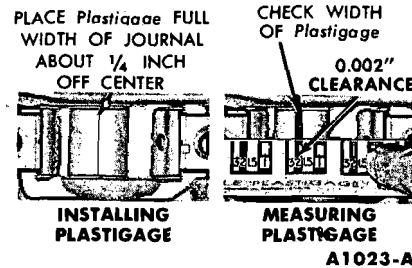 PLACE Plastigage FULL
WIDTH OF JOURNAL
ABOUT 1/4 INCH
OFF CENTER
CHECK WIDTH
OF Plastigage
0.002"
CLEARANCE
INSTALLING
PLASTIGAGE
MEASURING
PLASTIGAGE
A1023-A